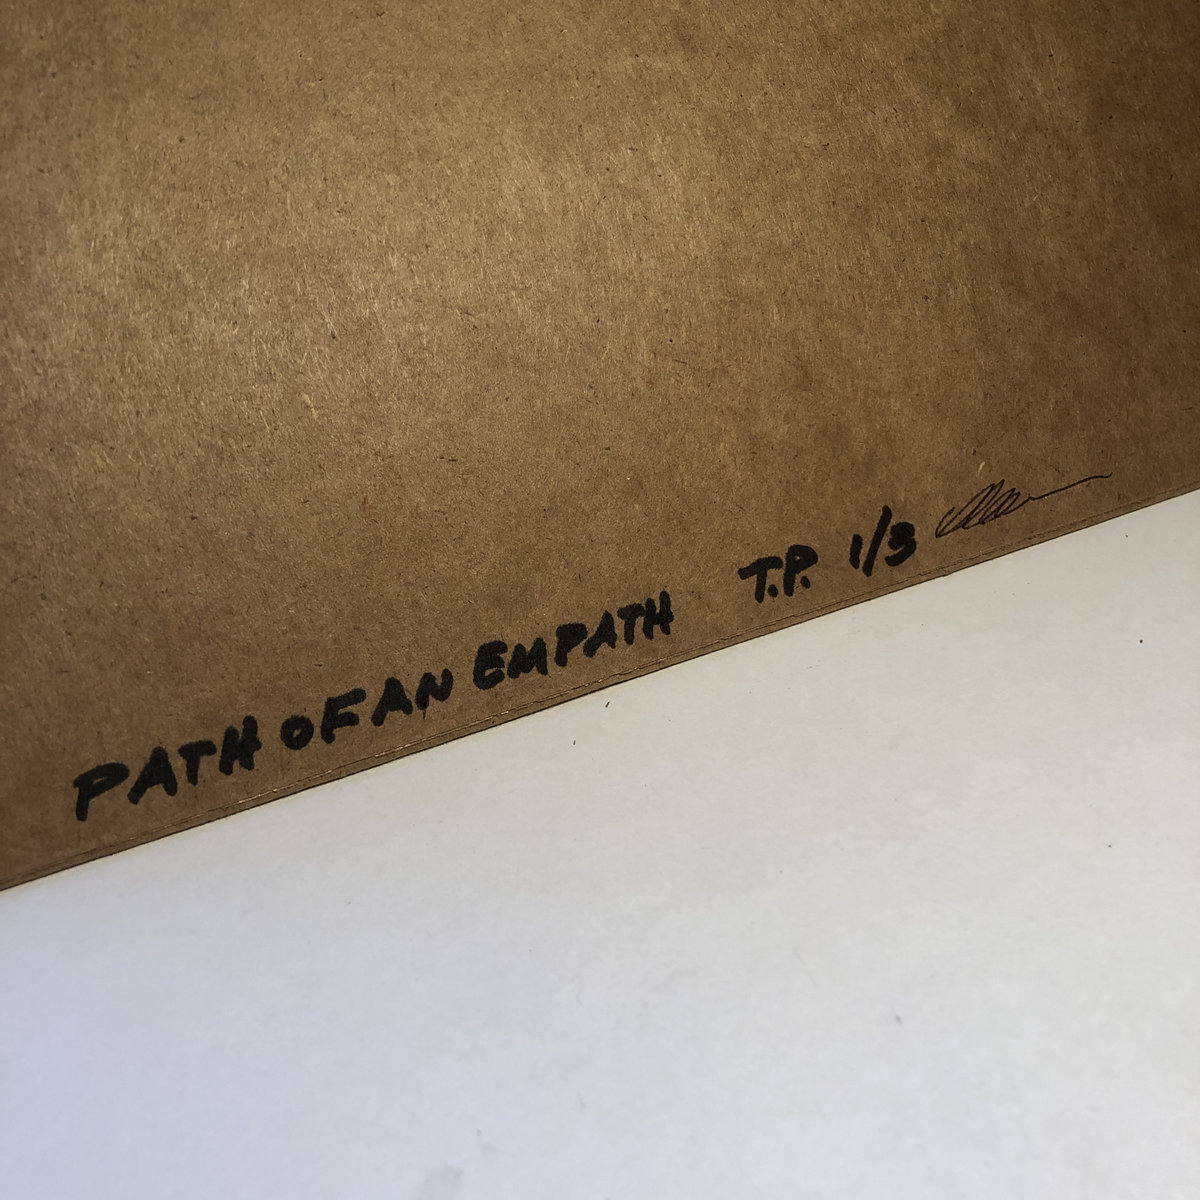 PATH OF AN EMPATH T.P. 1/3